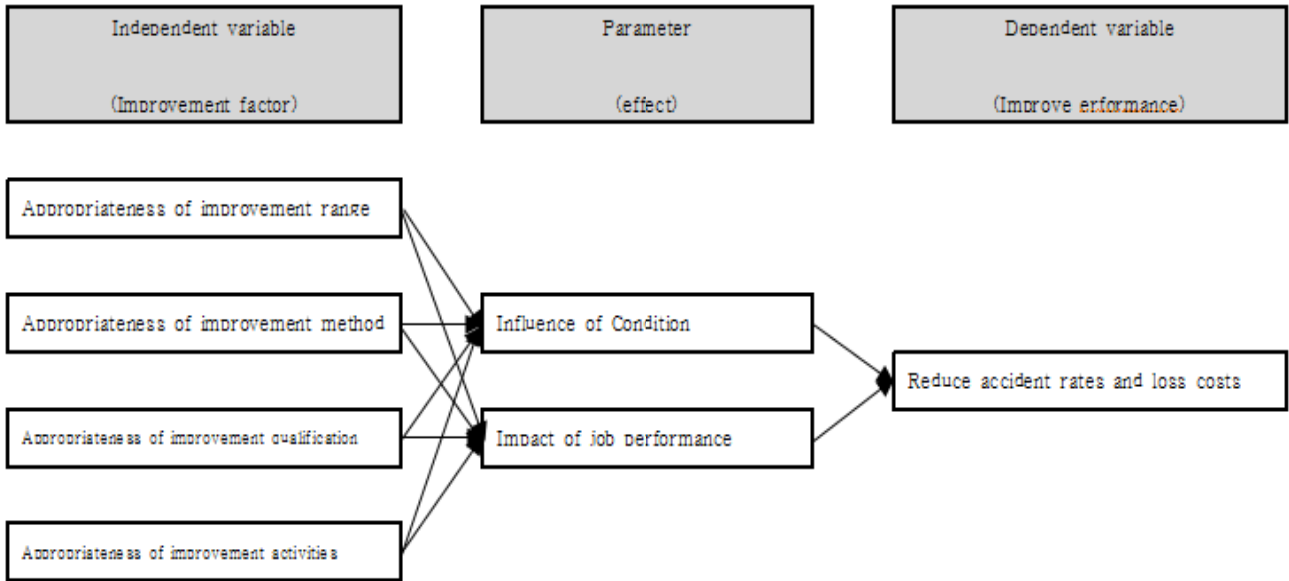 Independent variable
(Improvement factor)
Parameter
(effect)
Dependent variable
(Improve erformance)
Appropriateness of improvement range
Appropriateness of improvement method
Appropriateness of improvement qualification
Appropriateness of improvement activities
Influence of Condition
Impact of job performance
Reduce accident rates and loss costs